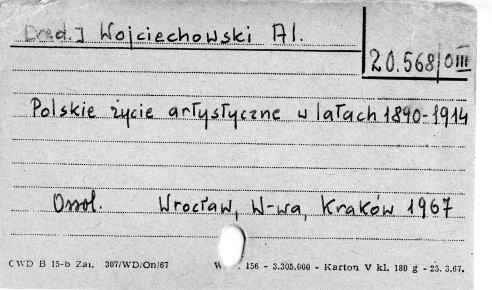 [red.] Wojciechowski Al.
20.568/OIII
Polskie życie artystyczne w latach 1890-1914
Ossol. Wrocław, W-wa, Kraków 1967
CWD B 15-b Zai. 307/WD/On/67
156 - 3.305.000 - Karton V kl. 180 g - 23. 3.67.